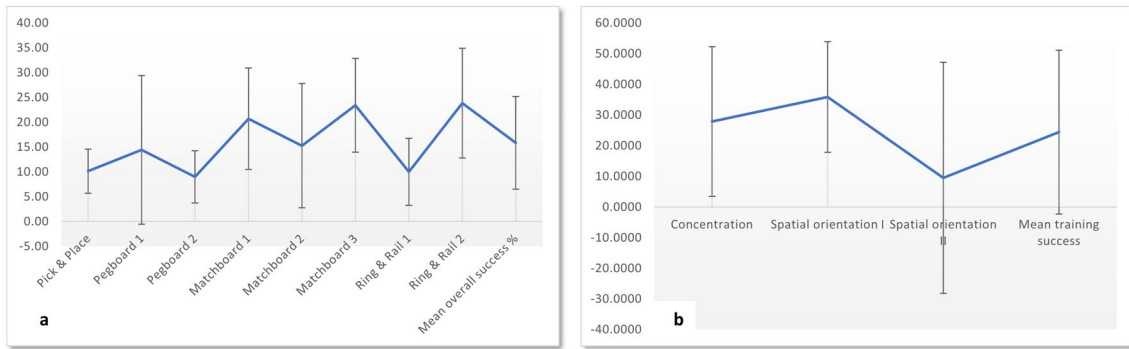 40.00
35.00
30.00
25.00
20.00
15.00
10.00
5.00
0.00
-5.00
Pick & Place
Pegboard 1
Pegboard 2
Matchboard 1
Matchboard 2
Matchboard 3
Ring & Rail 1
Ring & Rail 2
Mean overall success %
a
60.0000
50.0000
40.0000
30.0000
20.0000
10.0000
0.0000
-10.0000
-20.0000
-30.0000
-40.0000
Concentration
Spatial orientation I
Spatial orientation
II
Mean training
success
b